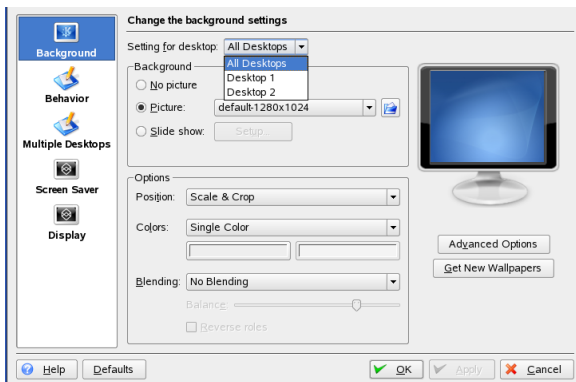 Change the background settings
Background
Behavior
Multiple Desktops
Screen Saver
Display
Setting for desktop: All Desktops
All Desktops
Desktop 1
Desktop 2
Background
No picture
Picture: default-1280x1024
Slide show: Setup...
Options
Position: Scale & Crop
Colors: Single Color
Blending: No Blending
Balance:
Reverse roles
Advanced Options
Get New Wallpapers
Help
Defaults
OK
Apply
Cancel